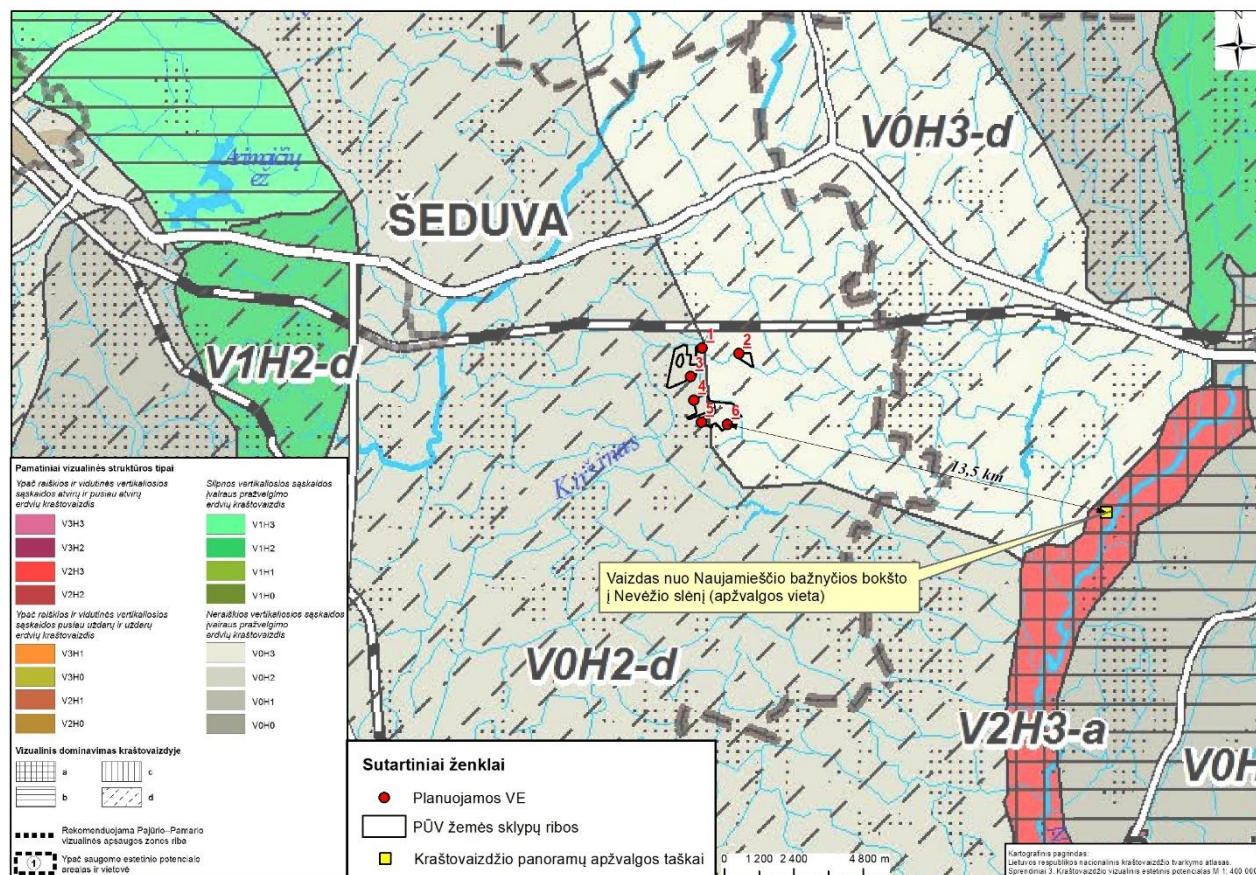 N
V0H3-d
Arimaičių
ež
ŠEDUVA
V1H2-d
1
2
3
4
5
6
Kiršinas
13,5 km
Vaizdas nuo Naujamiesčio bažnyčios bokšto
į Nevėžio slėnį (apžvalgos vieta)
V0H2-d
V2H3-a
V0H
Pamatiniai vizualinės struktūros tipai
Ypač raiškios ir vidutinės vertikaliosios
sąskaidos atvirų ir pusiau atvirų
erdvių kraštovaizdis
V3H3
V3H2
V2H3
V2H2
Ypač raiškios ir vidutinės vertikaliosios
sąskaidos pusiau uždarų ir uždarų
erdvių kraštovaizdis
V3H1
V3H0
V2H1
V2H0
Silpnos vertikaliosios sąskaidos
įvairaus pražvelgimo
erdvių kraštovaizdis
V1H3
V1H2
V1H1
V1H0
Neraiškios vertikaliosios sąskaidos
įvairaus pražvelgimo
erdvių kraštovaizdis
V0H3
V0H2
V0H1
V0H0
Vizualinis dominavimas kraštovaizdyje
a
c
b
d
Rekomenduojama Pajūrio-Pamario
vizualinės apsaugos zonos riba
1
Ypač saugomo estetinio potencialo
arealas ir vietovė
Sutartiniai ženklai
Planuojamos VE
PŪV žemės sklypų ribos
Kraštovaizdžio panoramų apžvalgos taškai
0 1 200 2 400 4 800 m
Kartografinis pagrindas:
Lietuvos respublikos nacionalinis kraštovaizdžio tvarkymo atlasas.
Sprendiniai 3. Kraštovaizdžio vizualinis estetinis potencialas M 1: 400 000